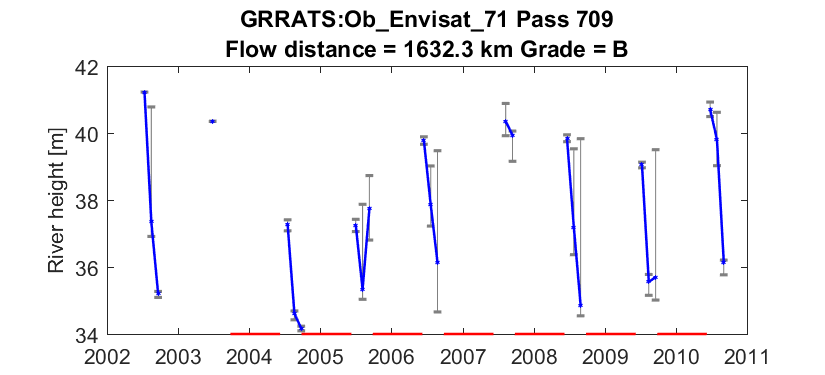 GRRATS:Ob_Envisat_71 Pass 709
Flow distance = 1632.3 km Grade = B
River height [m]
42
40
38
36
34
2002 2003 2004 2005 2006 2007 2008 2009 2010 2011